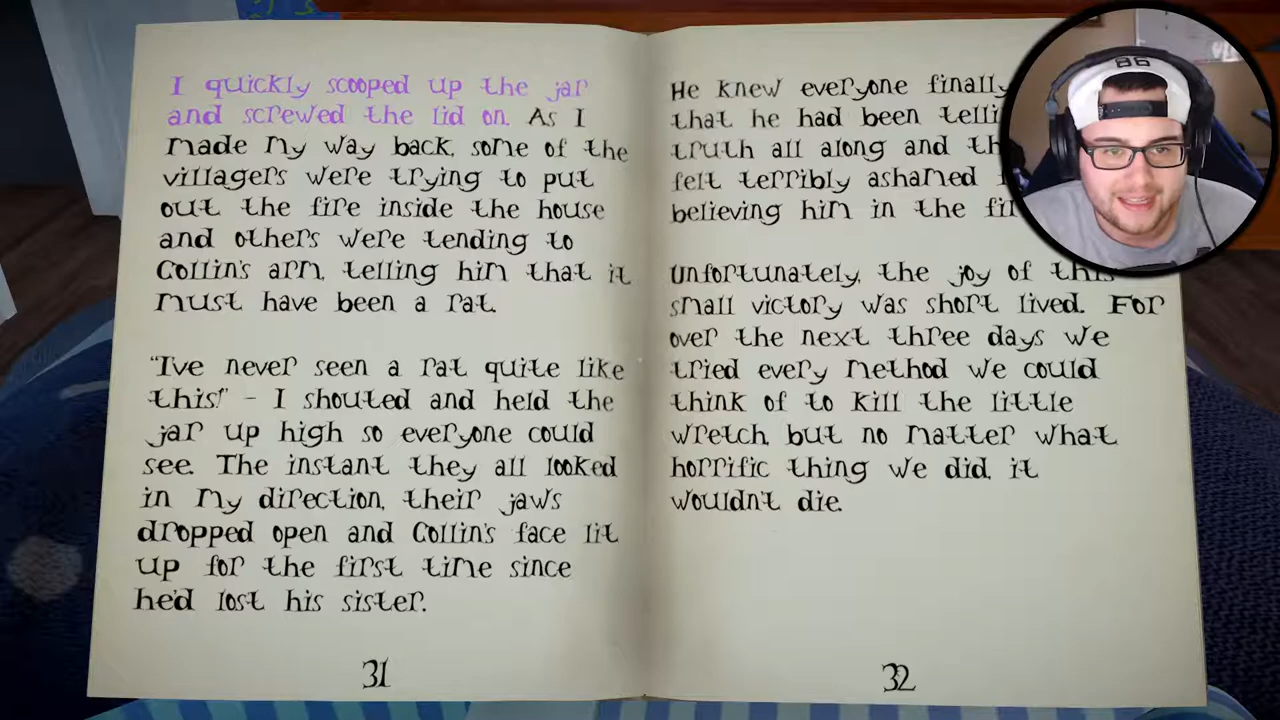 I quickly scooped up the jar
and screwed the lid on. As I
made my way back, some of the
villagers were trying to put
out the fire inside the house
and others were tending to
Collin's arm, telling him that it
must have been a rat.
"I've never seen a rat quite like
this!" - I shouted and held the
jar up high so everyone could
see. The instant they all looked
in my direction, their jaws
dropped open and Collin's face lit
up for the first time since
he'd lost his sister.
31
He knew everyone finally
that he had been
truth all along and
felt terribly ashamed
believing him in the
Unfortunately, the joy of this
small victory was short lived. For
over the next three days we
tried every method we could
think of to kill the little
wretch, but no matter what
horrific thing we did, it
wouldn't die.
32